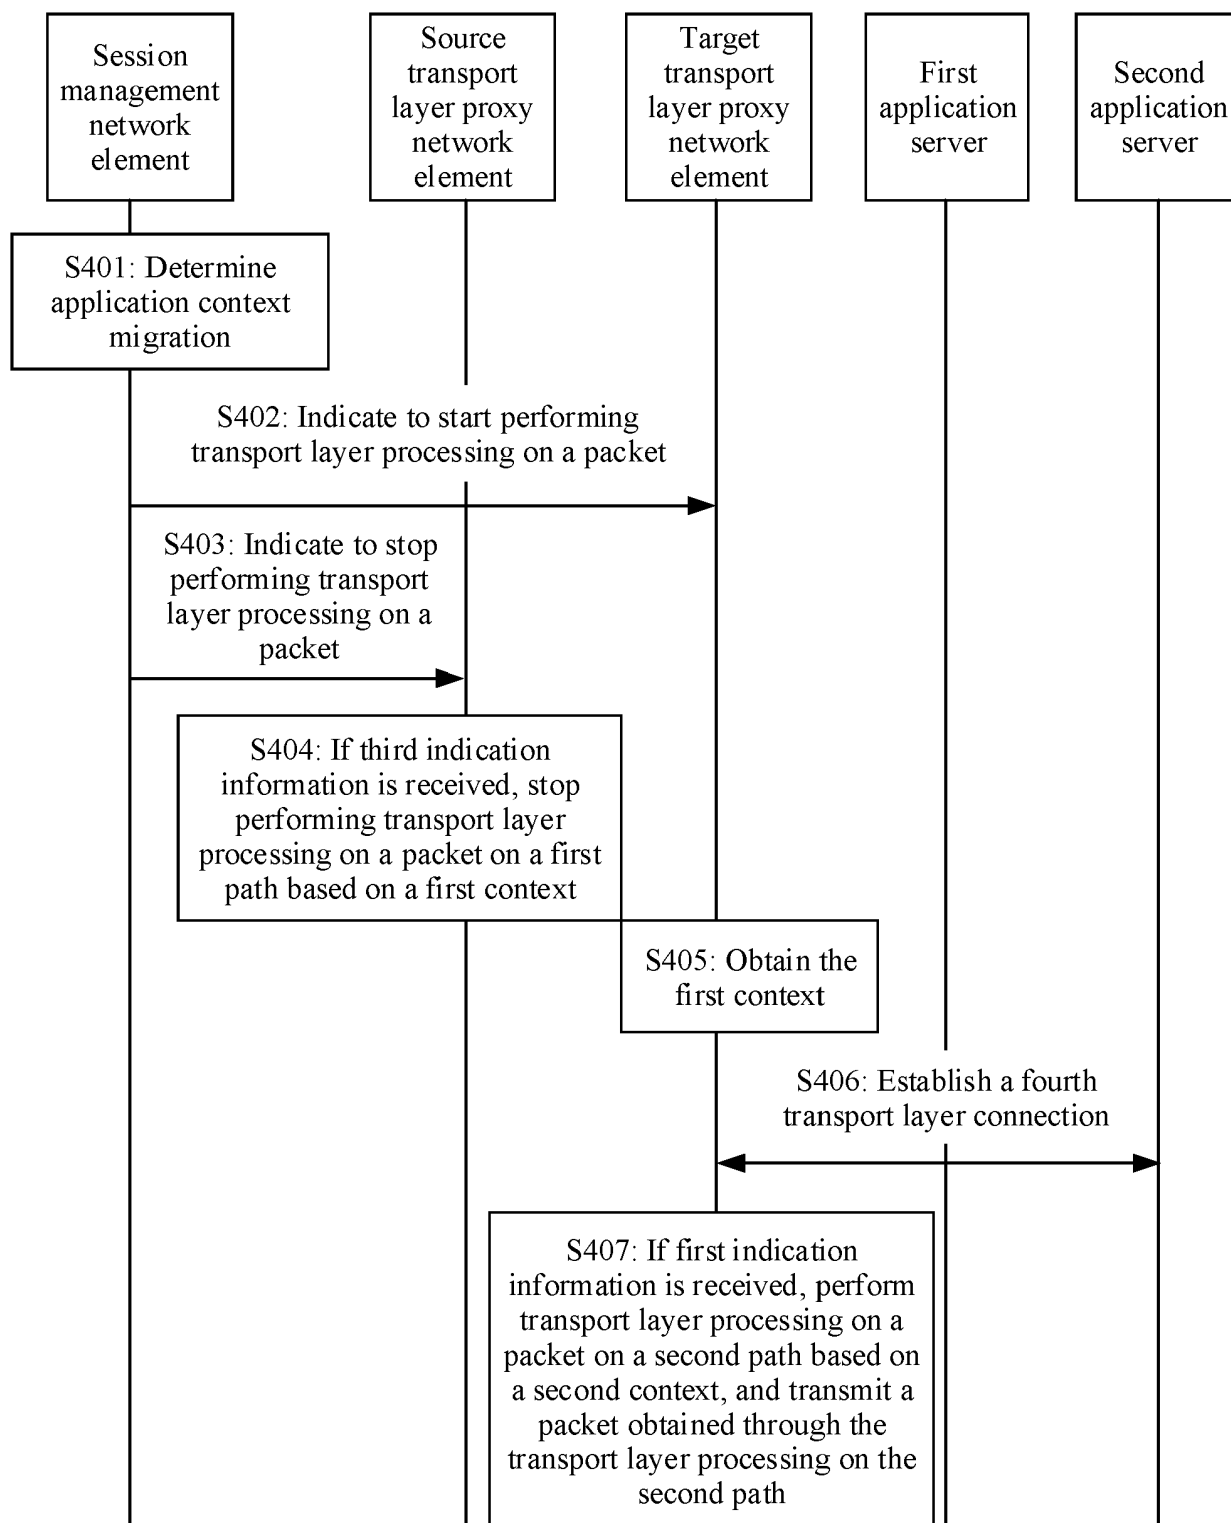 Session
management
network
element
Source
transport
layer proxy
network
element
Target
transport
layer proxy
network
element
First
application
server
Second
application
server
S401: Determine
application context
migration
S402: Indicate to start performing
transport layer processing on a packet
S403: Indicate to stop
performing transport
layer processing on a
packet
S404: If third indication
information is received, stop
performing transport layer
processing on a packet on a first
path based on a first context
S405: Obtain the
first context
S406: Establish a fourth
transport layer connection
S407: If first indication
information is received, perform
transport layer processing on a
packet on a second path based on
a second context, and transmit a
packet obtained through the
transport layer processing on the
second path